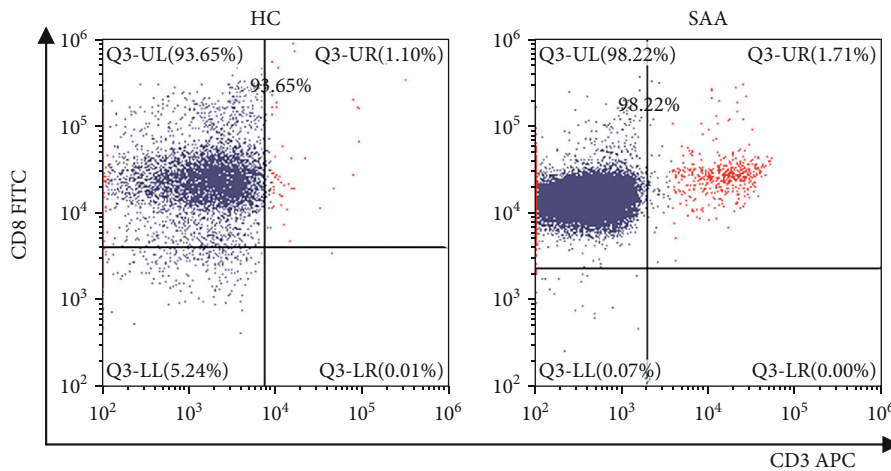 HC
SAA
10^6
Q3-UL(93.65%)
Q3-UR(1.10%)
93.65%
10^5
10^4
10^3
Q3-LL(5.24%)
Q3-LR(0.01%)
10^2
10^2
10^3
10^4
10^5
10^6
10^6
Q3-UL(98.22%)
Q3-UR(1.71%)
98.22%
10^5
10^4
10^3
Q3-LL(0.07%)
Q3-LR(0.00%)
10^2
10^2
10^3
10^4
10^5
10^6
CD8 FITC
CD3 APC